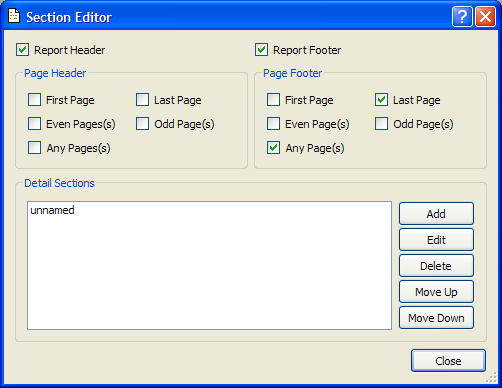 Section Editor
Report Header
Report Footer
Page Header
Page Footer
First Page
Last Page
First Page
Last Page
Even Pages(s)
Odd Page(s)
Even Page(s)
Odd Page(s)
Any Pages(s)
Any Page(s)
Detail Sections
unnamed
Add
Edit
Delete
Move Up
Move Down
Close